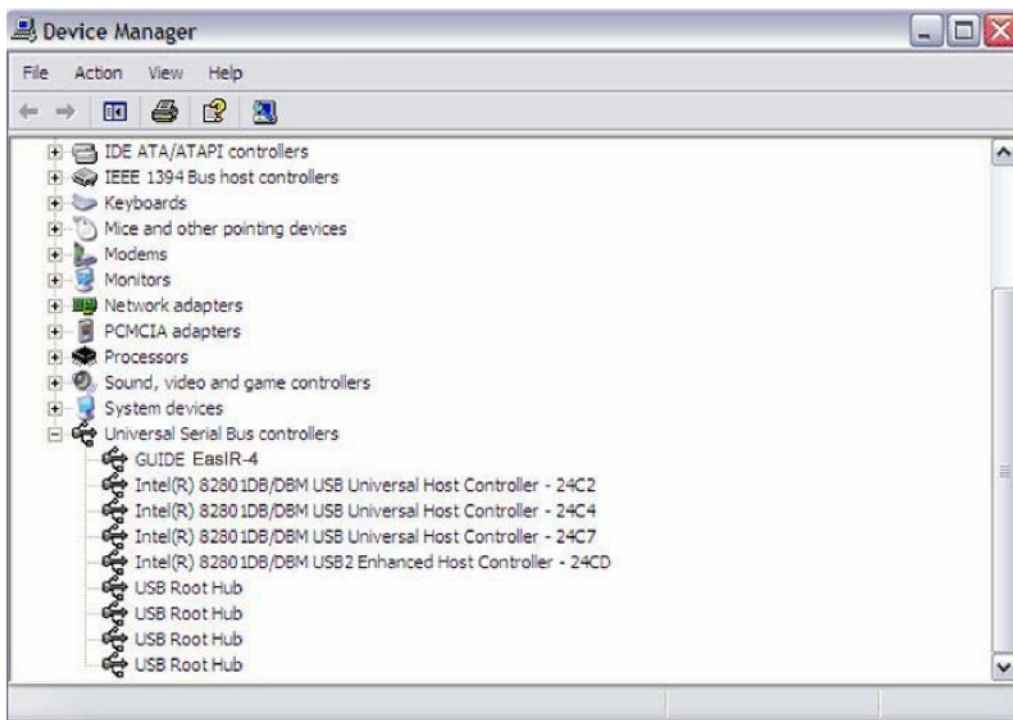 Device Manager
File Action View Help
IDE ATA/ATAPI controllers
IEEE 1394 Bus host controllers
Keyboards
Mice and other pointing devices
Modems
Monitors
Network adapters
PCMCIA adapters
Processors
Sound, video and game controllers
System devices
Universal Serial Bus controllers
GUIDE EasIR-4
Intel(R) 82801DB/DBM USB Universal Host Controller - 24C2
Intel(R) 82801DB/DBM USB Universal Host Controller - 24C4
Intel(R) 82801DB/DBM USB Universal Host Controller - 24C7
Intel(R) 82801DB/DBM USB2 Enhanced Host Controller - 24CD
USB Root Hub
USB Root Hub
USB Root Hub
USB Root Hub